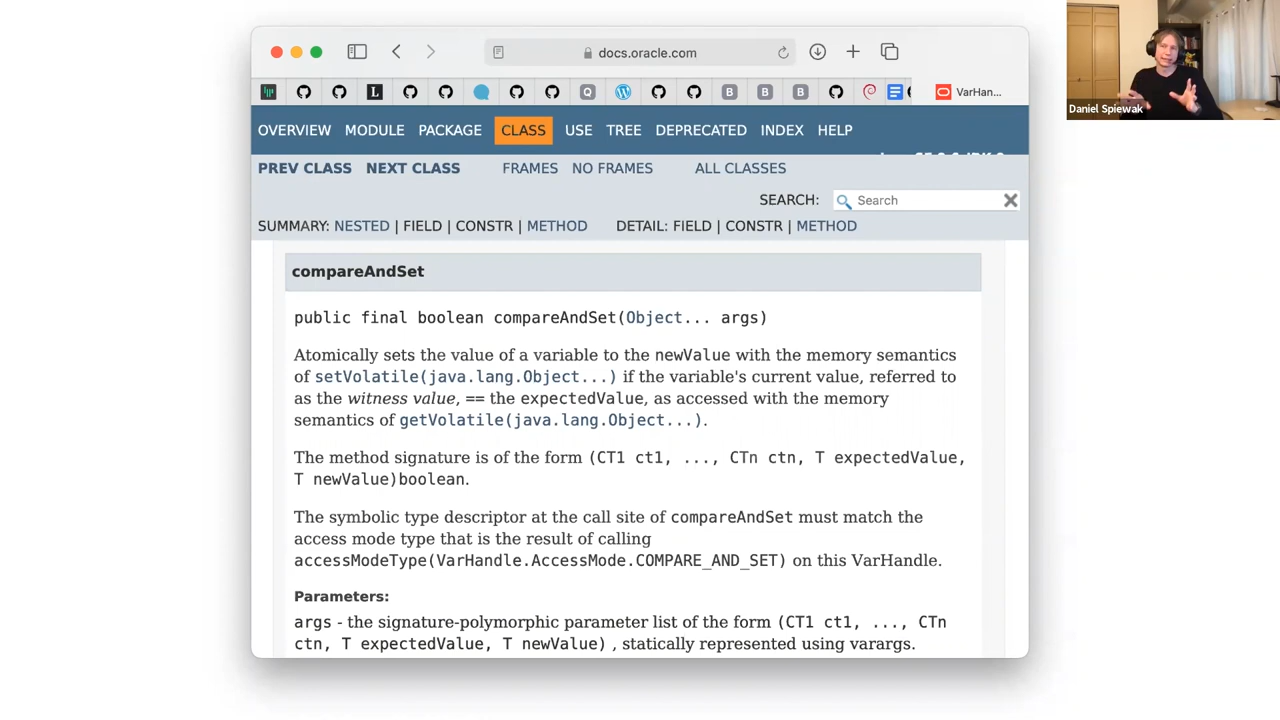 docs.oracle.com
VarHan...
OVERVIEW MODULE PACKAGE CLASS USE TREE DEPRECATED INDEX HELP
PREV CLASS NEXT CLASS FRAMES NO FRAMES ALL CLASSES
SEARCH: Search
SUMMARY: NESTED | FIELD | CONSTR | METHOD DETAIL: FIELD | CONSTR | METHOD
compareAndSet
public final boolean compareAndSet(Object... args)
Atomically sets the value of a variable to the newValue with the memory semantics
of setVolatile(java.lang.Object...) if the variable's current value, referred to
as the witness value, == the expectedValue, as accessed with the memory
semantics of getVolatile(java.lang.Object...).
The method signature is of the form (CT1 ct1, ..., CTn ctn, T expectedValue,
T newValue)boolean.
The symbolic type descriptor at the call site of compareAndSet must match the
access mode type that is the result of calling
accessModeType(VarHandle.AccessMode.COMPARE_AND_SET) on this VarHandle.
Parameters:
args - the signature-polymorphic parameter list of the form (CT1 ct1, ..., CTn
ctn, T expectedValue, T newValue) , statically represented using varargs.
Daniel Spiewak